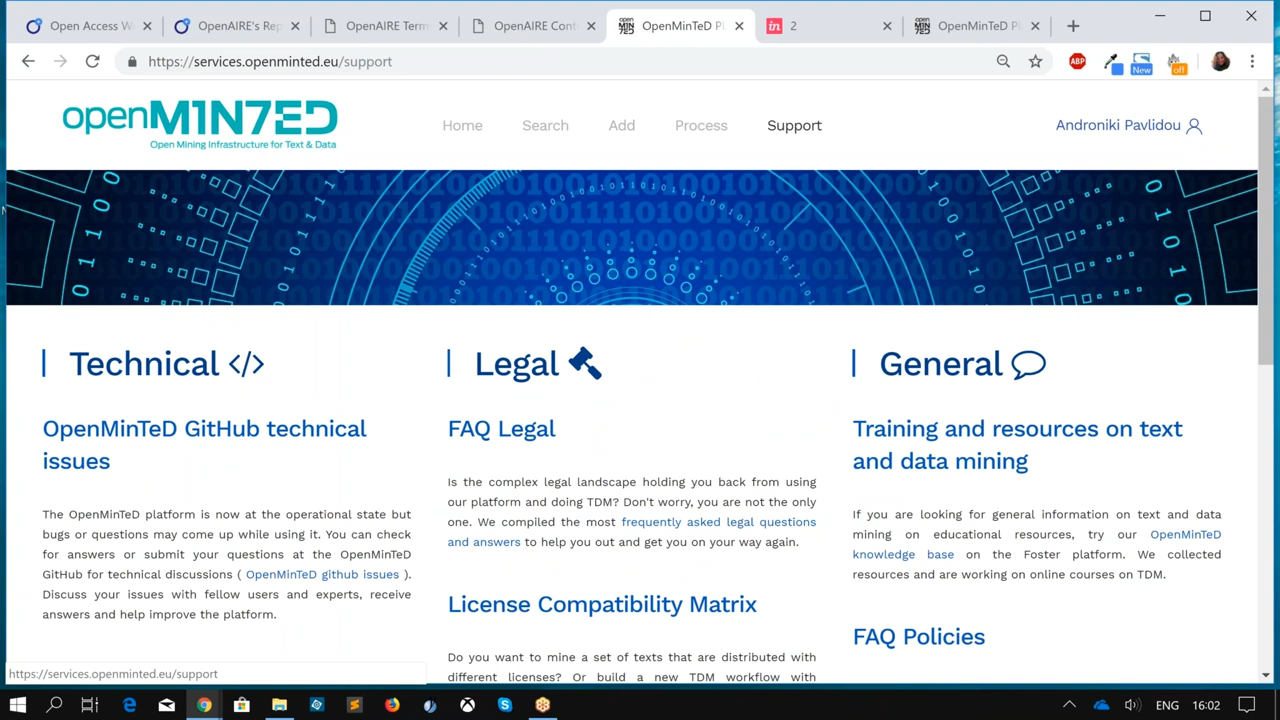 Open Access Wo
OpenAIRE's Rep
OpenAIRE Term
OpenAIRE Cont
OpenMinTeD Pl
in 2
OpenMinTeD Pl
https://services.openminted.eu/support
ABP
New
off
openM1N7ED
Open Mining Infrastructure for Text & Data
Home
Search
Add
Process
Support
Androniki Pavlidou
Technical </>
OpenMinTeD GitHub technical
issues
The OpenMinTeD platform is now at the operational state but
bugs or questions may come up while using it. You can check
for answers or submit your questions at the OpenMinTeD
GitHub for technical discussions ( OpenMinTeD github issues ).
Discuss your issues with fellow users and experts, receive
answers and help improve the platform.
Legal
FAQ Legal
Is the complex legal landscape holding you back from using
our platform and doing TDM? Don't worry, you are not the only
one. We compiled the most frequently asked legal questions
and answers to help you out and get you on your way again.
License Compatibility Matrix
Do you want to mine a set of texts that are distributed with
different licenses? Or build a new TDM workflow with
General
Training and resources on text
and data mining
If you are looking for general information on text and data
mining on educational resources, try our OpenMinTeD
knowledge base on the Foster platform. We collected
resources and are working on online courses on TDM.
FAQ Policies
https://services.openminted.eu/support
ENG
16:02